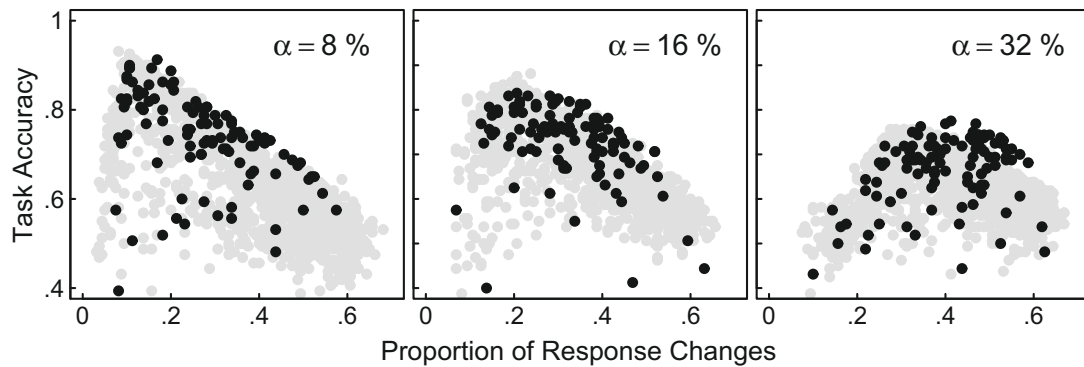 1
.8
.6
.4
Task Accuracy
α = 8 %
α = 16 %
α = 32 %
0 .2 .4 .6
0 .2 .4 .6
0 .2 .4 .6
Proportion of Response Changes